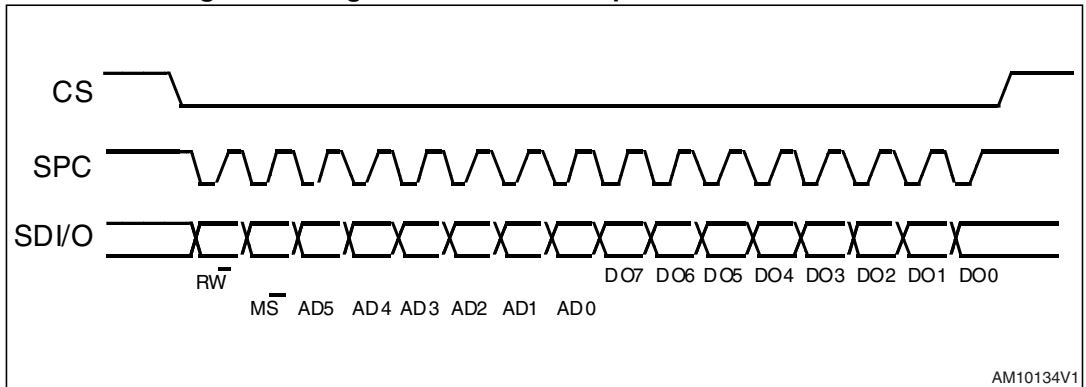 CS
SPC
SDI/O
RW
DO7 DO6 DO5 DO4 DO3 DO2 DO1 DO0
MS AD5 AD4 AD3 AD2 AD1 AD0
AM10134V1